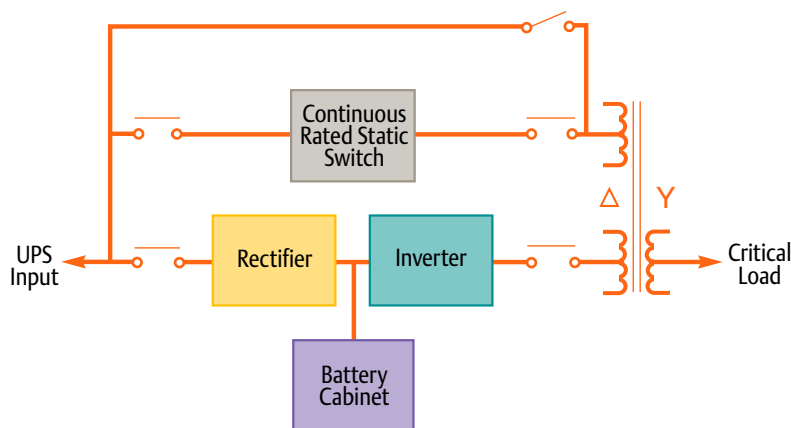 Continuous
Rated Static
Switch
Δ Y
UPS
Input
Rectifier
Inverter
Critical
Load
Battery
Cabinet